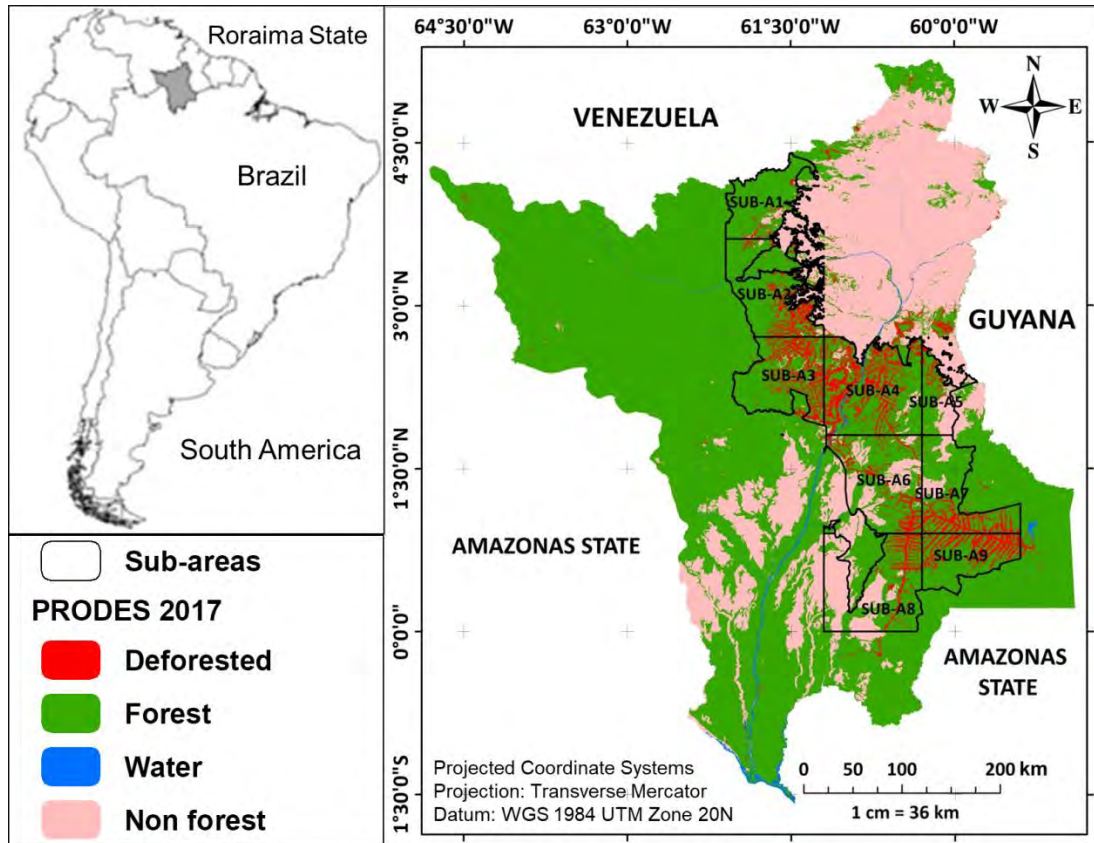 Roraima State
Brazil
South America
Sub-areas
PRODES 2017
Deforested
Forest
Water
Non forest
64°30'0"W 63°0'0"W 61°30'0"W 60°0'0"W
4°30'0"N
3°0'0"N
1°30'0"N
0°0'0"
1°30'0"S
N
W E
S
VENEZUELA
GUYANA
AMAZONAS STATE
AMAZONAS
STATE
SUB-A1
SUB-A2
SUB-A3
SUB-A4
SUB-A5
SUB-A6
SUB-A7
SUB-A9
SUB-A8
Projected Coordinate Systems
Projection: Transverse Mercator
Datum: WGS 1984 UTM Zone 20N
0 50 100 200 km
1 cm = 36 km